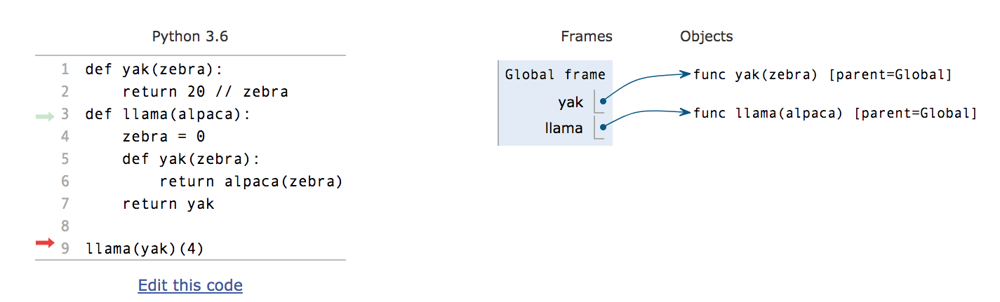 Python 3.6
1 def yak(zebra):
2     return 20 // zebra
3 def llama(alpaca):
4     zebra = 0
5     def yak(zebra):
6         return alpaca(zebra)
7     return yak
8
9 llama(yak)(4)
Edit this code
Frames Objects
Global frame
yak
llama
func yak(zebra) [parent=Global]
func llama(alpaca) [parent=Global]